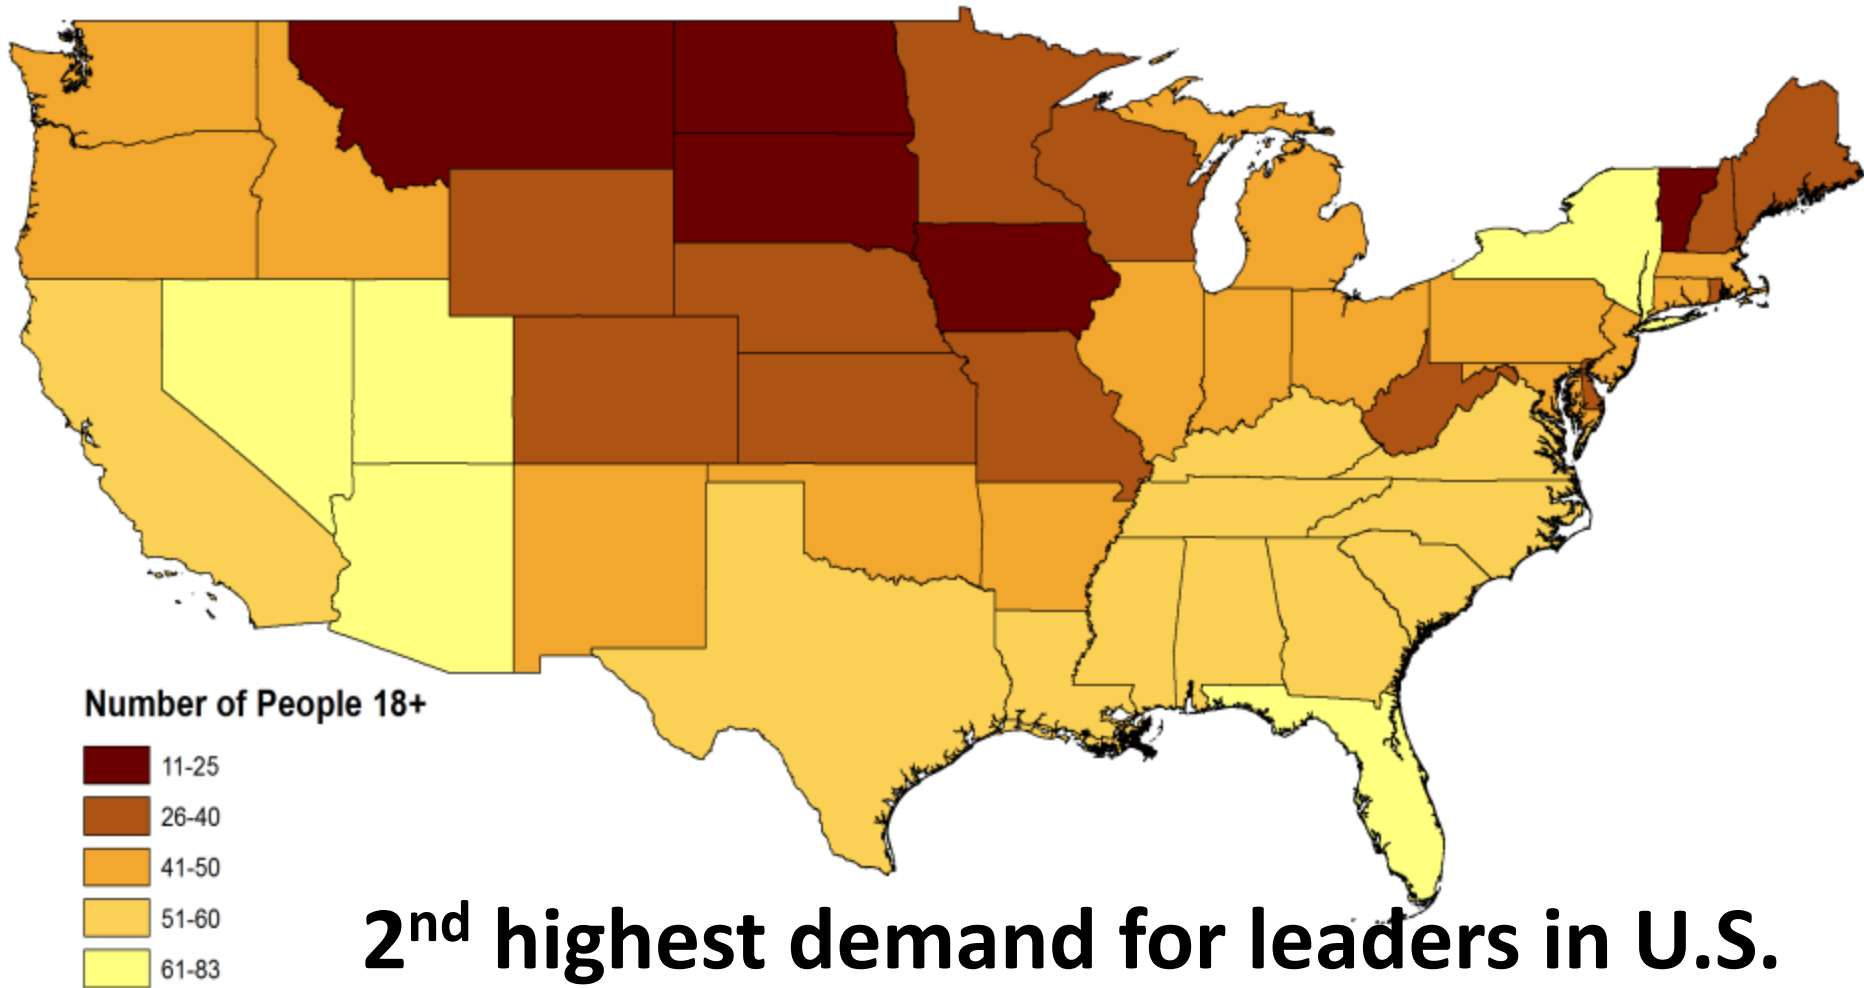 Number of People 18+
11-25
26-40
41-50
51-60
61-83
2nd highest demand for leaders in U.S.